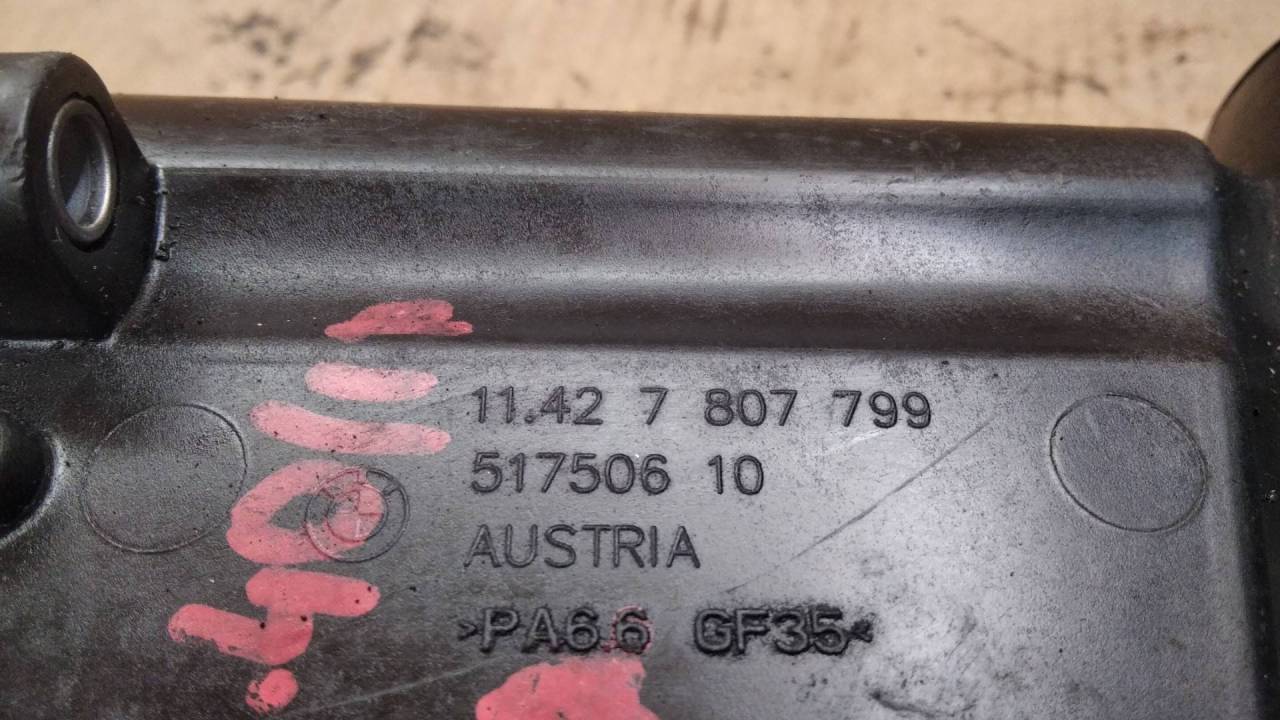 11.42 7 807 799
517506 10
AUSTRIA
>PA6.6 GF35<